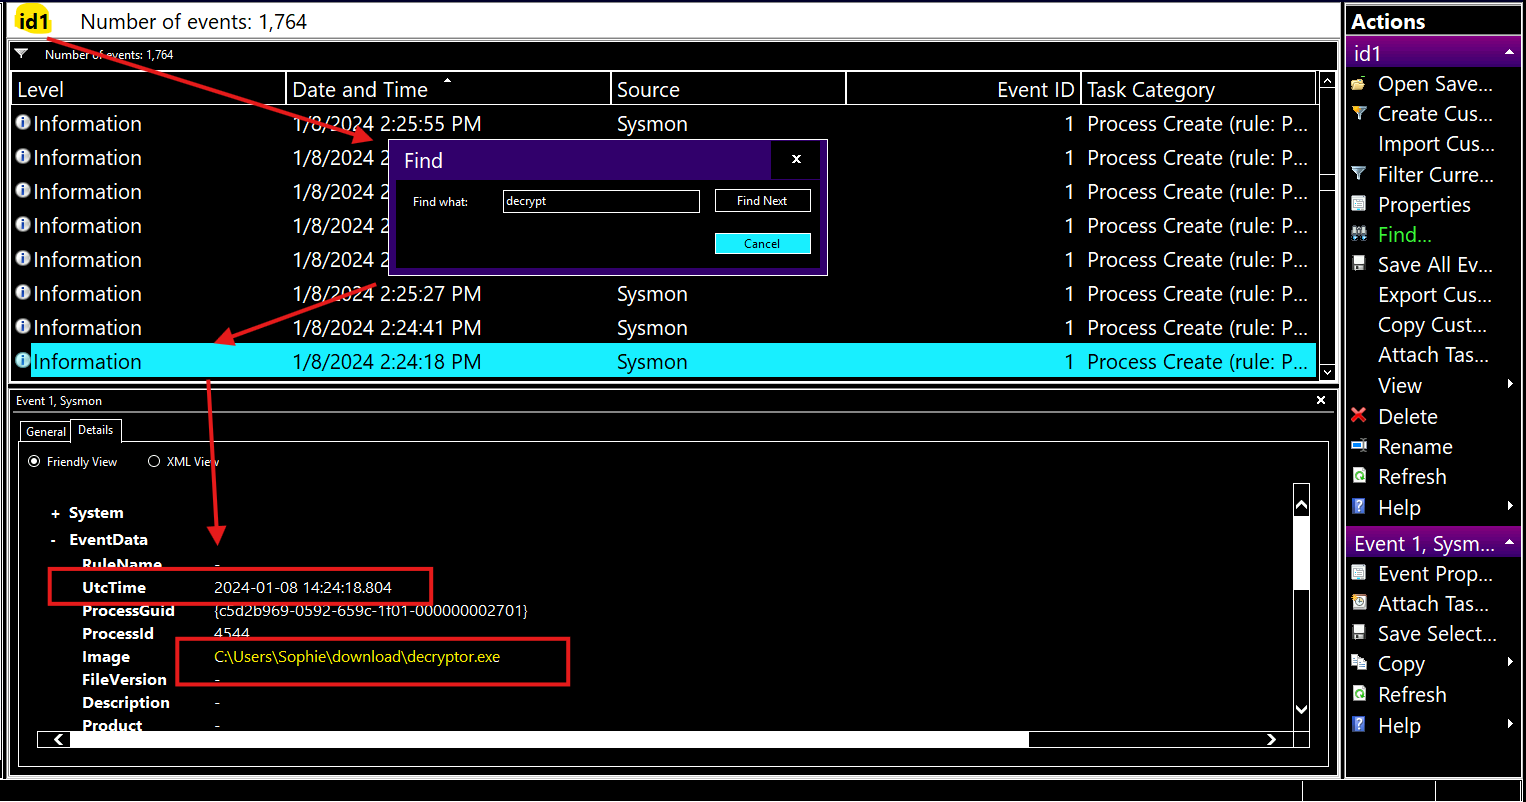 id1 Number of events: 1,764
Number of events: 1,764
Level Date and Time Source Event ID Task Category
Information 1/8/2024 2:25:55 PM Sysmon 1 Process Create (rule: P...
Information 1/8/2024 2 1 Process Create (rule: P...
Information 1/8/2024 2 1 Process Create (rule: P...
Information 1/8/2024 2 1 Process Create (rule: P...
Information 1/8/2024 2 1 Process Create (rule: P...
Information 1/8/2024 2:25:27 PM Sysmon 1 Process Create (rule: P...
Information 1/8/2024 2:24:41 PM Sysmon 1 Process Create (rule: P...
Information 1/8/2024 2:24:18 PM Sysmon 1 Process Create (rule: P...
Find x
Find what: decrypt Find Next
Cancel
Event 1, Sysmon
General Details
Friendly View XML View
+ System
- EventData
RuleName -
UtcTime 2024-01-08 14:24:18.804
ProcessGuid {c5d2b969-0592-659c-1f01-000000002701}
ProcessId 4544
Image C:\Users\Sophie\download\decryptor.exe
FileVersion -
Description -
Product -
Actions
id1
Open Save...
Create Cus...
Import Cus...
Filter Curre...
Properties
Find...
Save All Ev...
Export Cus...
Copy Cust...
Attach Tas...
View
Delete
Rename
Refresh
Help
Event 1, Sysm...
Event Prop...
Attach Tas...
Save Select...
Copy
Refresh
Help